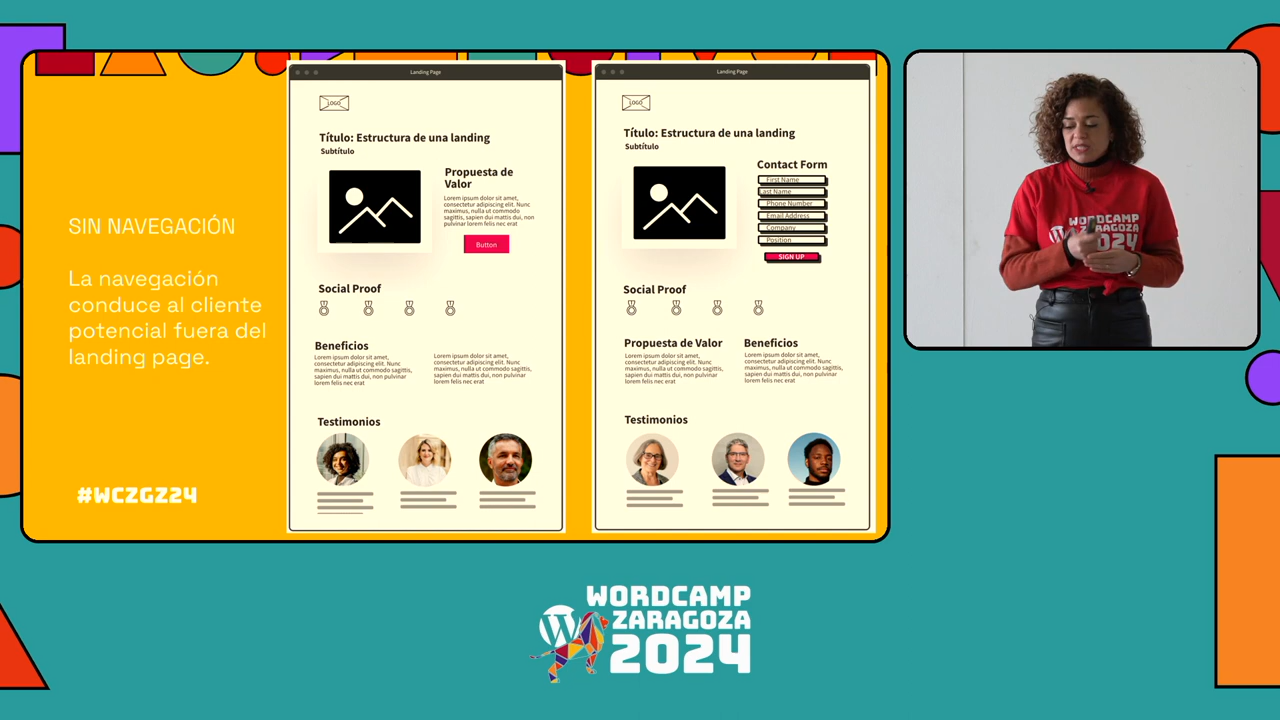 SIN NAVEGACIÓN
La navegación
conduce al cliente
potencial fuera del
landing page.
#WCZGZ24
Landing Page
LOGO
Título: Estructura de una landing
Subtítulo
Propuesta de
Valor
Lorem ipsum dolor sit amet,
consectetur adipiscing elit. Nunc
maximus, nulla ut commodo
sagittis, sapien dui mattis dui, non
pulvinar lorem felis nec erat
Button
Social Proof
Beneficios
Lorem ipsum dolor sit amet,
consectetur adipiscing elit. Nunc
maximus, nulla ut commodo sagittis,
sapien dui mattis dui, non pulvinar
lorem felis nec erat
Lorem ipsum dolor sit amet,
consectetur adipiscing elit. Nunc
maximus, nulla ut commodo sagittis,
sapien dui mattis dui, non pulvinar
lorem felis nec erat
Testimonios
Landing Page
LOGO
Título: Estructura de una landing
Subtítulo
Contact Form
First Name
Last Name
Phone Number
Email Address
Company
Position
SIGN UP
Social Proof
Propuesta de Valor
Lorem ipsum dolor sit amet,
consectetur adipiscing elit. Nunc
maximus, nulla ut commodo sagittis,
sapien dui mattis dui, non pulvinar
lorem felis nec erat
Beneficios
Lorem ipsum dolor sit amet,
consectetur adipiscing elit. Nunc
maximus, nulla ut commodo sagittis,
sapien dui mattis dui, non pulvinar
lorem felis nec erat
Testimonios
WORDCAMP
ZARAGOZA
2024
WORDCAMP
ZARAGOZA
2024